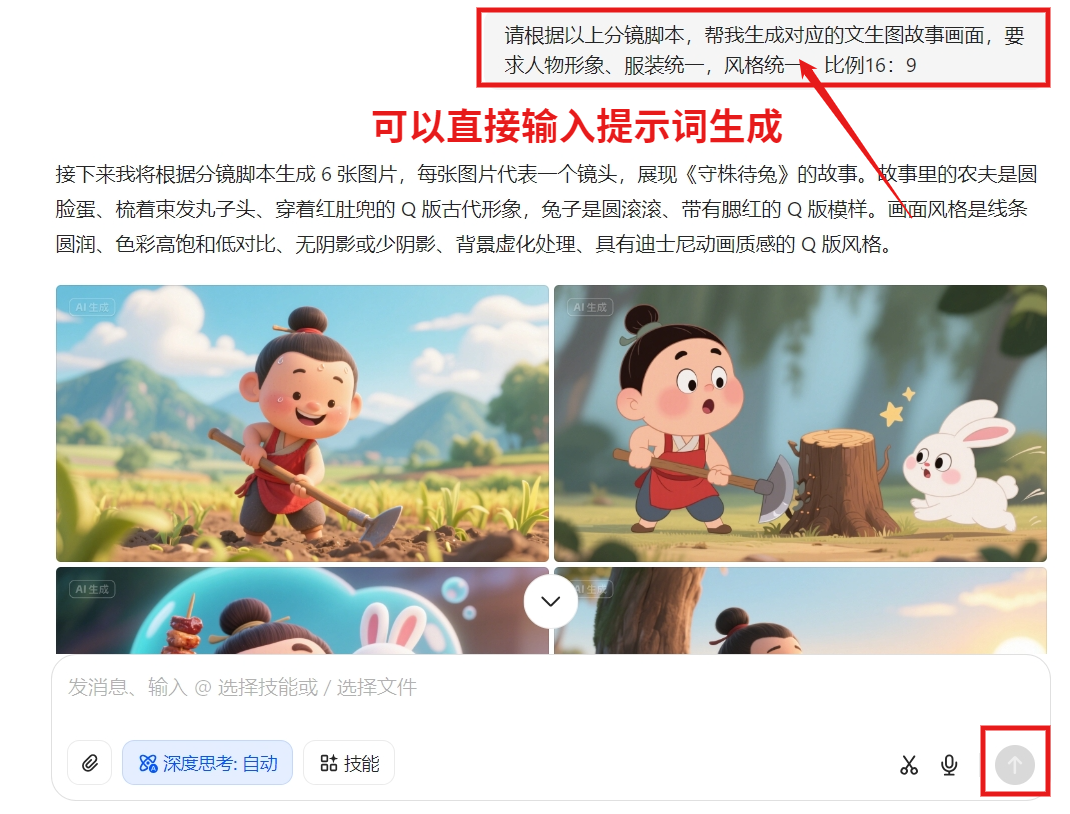 请根据以上分镜脚本，帮我生成对应的文生图故事画面，要
求人物形象、服装统一，风格统一，比例16：9
可以直接输入提示词生成
接下来我将根据分镜脚本生成 6 张图片，每张图片代表一个镜头，展现《守株待兔》的故事。故事里的农夫是圆
脸蛋、梳着束发丸子头、穿着红肚兜的 Q 版古代形象，兔子是圆滚滚、带有腮红的 Q 版模样。画面风格是线条
圆润、色彩高饱和低对比、无阴影或少阴影、背景虚化处理、具有迪士尼动画质感的 Q 版风格。
AI 生成
AI 生成
AI 生成
AI 生成
发消息、输入 @ 选择技能或 / 选择文件
深度思考: 自动
技能